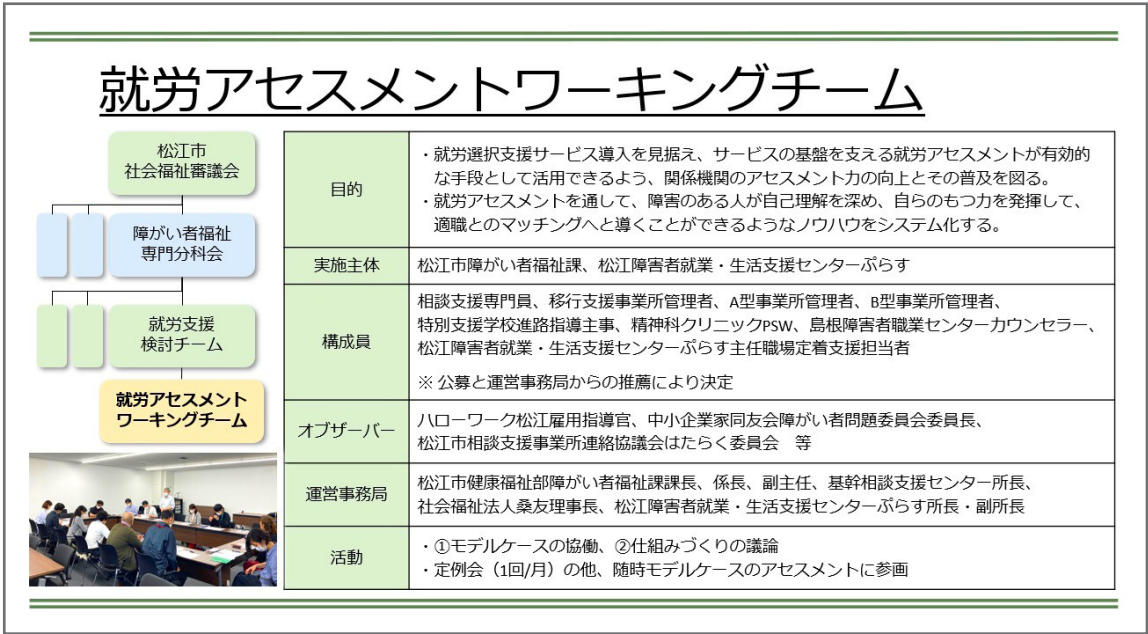 就労アセスメントワーキングチーム
松江市
社会福祉審議会
障がい者福祉
専門分科会
就労支援
検討チーム
就労アセスメント
ワーキングチーム
目的
・就労選択支援サービス導入を見据え、サービスの基盤を支える就労アセスメントが有効的
な手段として活用できるよう、関係機関のアセスメント力の向上とその普及を図る。
・就労アセスメントを通して、障害のある人が自己理解を深め、自らのもつ力を発揮して、
適職とのマッチングへと導くことができるようなノウハウをシステム化する。
実施主体
松江市障がい者福祉課、松江障害者就業・生活支援センターぷらす
構成員
相談支援専門員、移行支援事業所管理者、A型事業所管理者、B型事業所管理者、
特別支援学校進路指導主事、精神科クリニックPSW、島根障害者職業センターカウンセラー、
松江障害者就業・生活支援センターぷらす主任職場定着支援担当者
※ 公募と運営事務局からの推薦により決定
オブザーバー
ハローワーク松江雇用指導官、中小企業家同友会障がい者問題委員会委員長、
松江市相談支援事業所連絡協議会はたらく委員会　等
運営事務局
松江市健康福祉部障がい者福祉課課長、係長、副主任、基幹相談支援センター所長、
社会福祉法人桑友理事長、松江障害者就業・生活支援センターぷらす所長・副所長
活動
・①モデルケースの協働、②仕組みづくりの議論
・定例会（1回/月）の他、随時モデルケースのアセスメントに参画